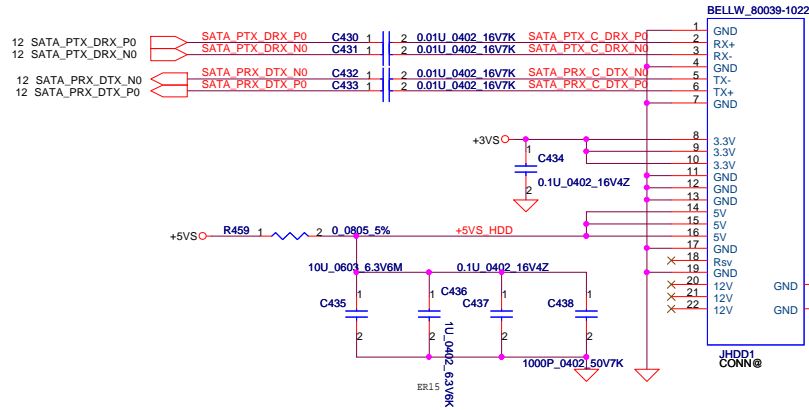 BELLW_80039-1022
12 SATA_PTX_DRX_P0 SATA_PTX_DRX_P0 C430 1 2 0.01U_0402_16V7K SATA_PTX_C_DRX_P0
12 SATA_PTX_DRX_N0 SATA_PTX_DRX_N0 C431 1 2 0.01U_0402_16V7K SATA_PTX_C_DRX_N0
12 SATA_PRX_DTX_N0 SATA_PRX_DTX_N0 C432 1 2 0.01U_0402_16V7K SATA_PRX_C_DTX_N0
12 SATA_PRX_DTX_P0 SATA_PRX_DTX_P0 C433 1 2 0.01U_0402_16V7K SATA_PRX_C_DTX_P0
1 GND
2 RX+
3 RX-
4 GND
5 TX-
6 TX+
7 GND
+3VS
1 C434
2 0.1U_0402_16V4Z
8 3.3V
9 3.3V
10 3.3V
11 GND
12 GND
13 GND
14 5V
15 5V
16 5V
17 GND
18 Rsv
19 GND
20 12V GND
21 12V
22 12V GND
+5VS R459 1 2 0_0805_5% +5VS_HDD
10U_0603_6.3V6M 0.1U_0402_16V4Z
1 1 1 1
C435 C436 C437 C438
2 2 2 2
1U_0402_6.3V6K
1000P_0402_50V7K
ER15
JHDD1
CONN@